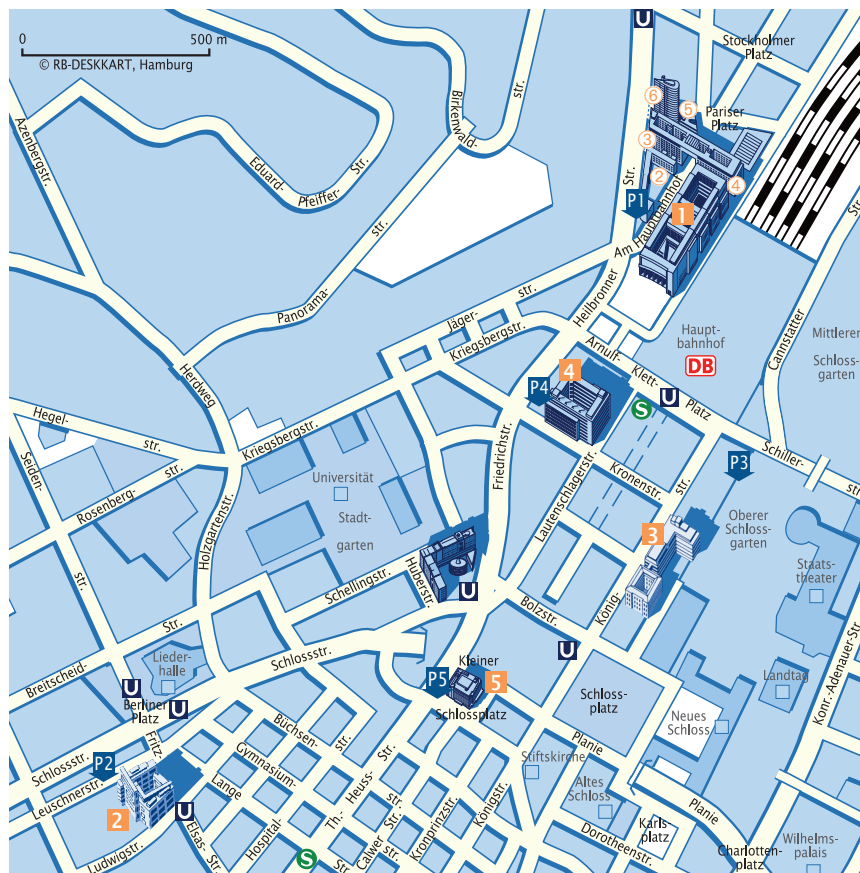 U
Stockholmer
Platz
0 500 m
© RB-DESKKART, Hamburg
Azenbergstr.
Eduard-
Pfeiffer-
Str.
Birkenwald-
str.
6
5
Pariser
Platz
3
2
4
Str.
P1
Am Hauptbahnhof
1
Heilbronner
Panorama-
str.
Jäger-
str.
Kriegsbergstr.
Arnulf-
Klett-
Platz
Haupt-
bahnhof
DB
Cannstatter
Str.
Mittlerer
Schloss-
garten
Herdweg
Hegel-
str.
Seiden-
str.
Kriegsbergstr.
Rosenberg-
str.
Holzgartenstr.
Universität
Stadt-
garten
Friedrichstr.
P4
4
S
U
Lautenschlagerstr.
Kronenstr.
Schiller-
str.
P3
Oberer
Schloss-
garten
3
König-
str.
Staats-
theater
Schellingstr.
Huberstr.
U
Bolzstr.
U
Breitscheid-
Str.
Lieder-
halle
Schlossstr.
U
Berliner
Platz
U
Kleiner
Schlossplatz
P5
5
Schloss-
platz
Neues
Schloss
Landtag
Konr.-Adenauer-Str.
Schlossstr.
P2
Leuschnerstr.
Fritz-
Elsas-
Str.
2
U
Ludwigstr.
Lange
Str.
Büchsen-
str.
Gymnasium-
str.
Hospital-
S
Th.-
Heuss-
Str.
Calwer
Str.
Kronprinzstr.
Königstr.
Stiftskirche
Planie
Altes
Schloss
Karls
platz
Dorotheenstr.
Planie
Charlotten-
platz
Wilhelms-
palais